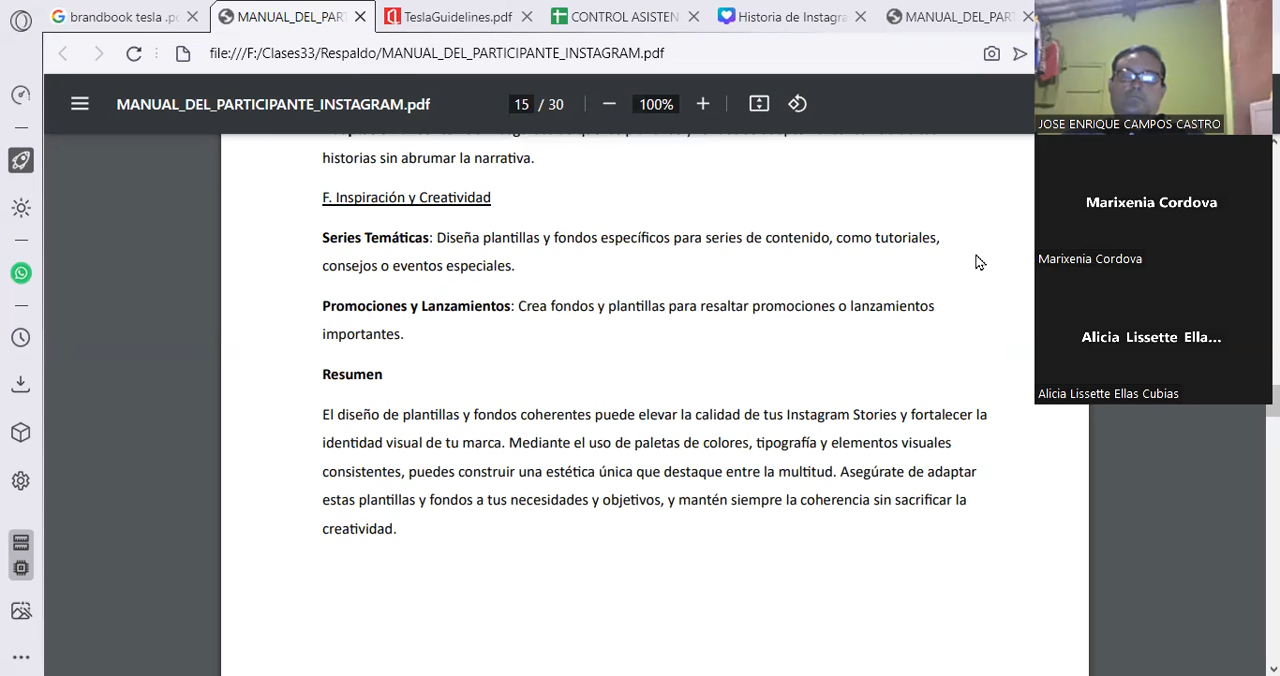 brandbook tesla .pd
MANUAL_DEL_PART
TeslaGuidelines.pdf
CONTROL ASISTEN
Historia de Instagra
MANUAL_DEL_PAR
file:///F:/Clases33/Respaldo/MANUAL_DEL_PARTICIPANTE_INSTAGRAM.pdf
MANUAL_DEL_PARTICIPANTE_INSTAGRAM.pdf
15 / 30
100%
historias sin abrumar la narrativa.
F. Inspiración y Creatividad
Series Temáticas: Diseña plantillas y fondos específicos para series de contenido, como tutoriales,
consejos o eventos especiales.
Promociones y Lanzamientos: Crea fondos y plantillas para resaltar promociones o lanzamientos
importantes.
Resumen
El diseño de plantillas y fondos coherentes puede elevar la calidad de tus Instagram Stories y fortalecer la
identidad visual de tu marca. Mediante el uso de paletas de colores, tipografía y elementos visuales
consistentes, puedes construir una estética única que destaque entre la multitud. Asegúrate de adaptar
estas plantillas y fondos a tus necesidades y objetivos, y mantén siempre la coherencia sin sacrificar la
creatividad.
JOSE ENRIQUE CAMPOS CASTRO
Marixenia Cordova
Marixenia Cordova
Alicia Lissette Ella...
Alicia Lissette Ellas Cubias